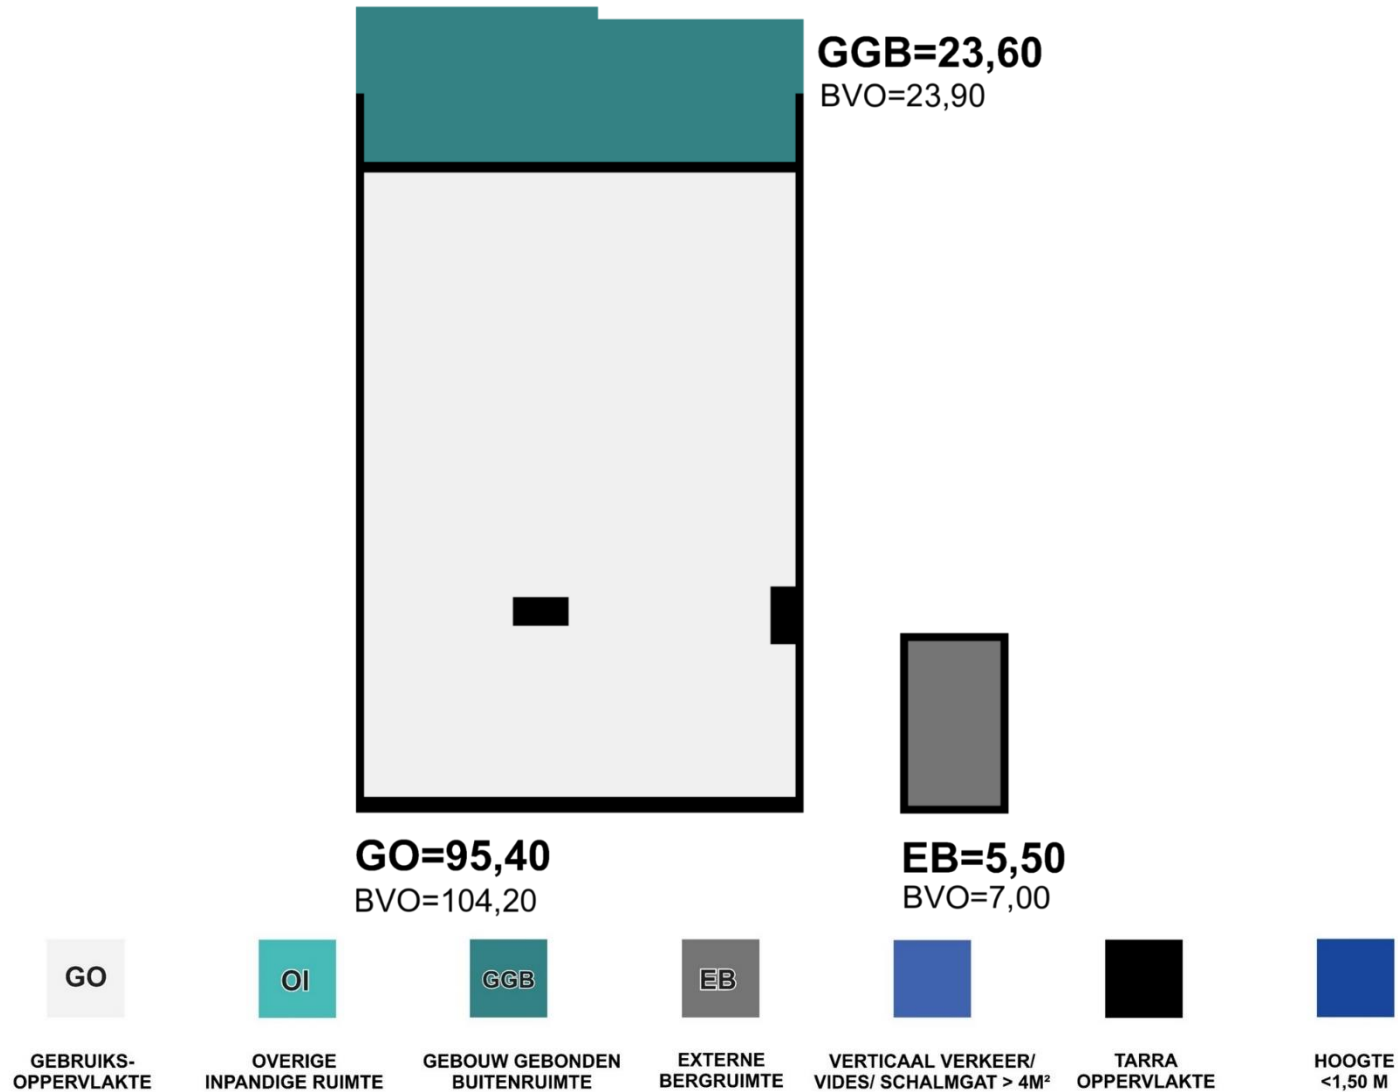 GGB=23,60
BVO=23,90
GO=95,40
BVO=104,20
EB=5,50
BVO=7,00
GO
OI
GGB
EB
GEBRUIKS-
OPPERVLAKTE
OVERIGE
INPANDIGE RUIMTE
GEBOUW GEBONDEN
BUITENRUIMTE
EXTERNE
BERGRUIMTE
VERTICAAL VERKEER/
VIDES/ SCHALMGAT > 4M²
TARRA
OPPERVLAKTE
HOOGTE
<1,50 M